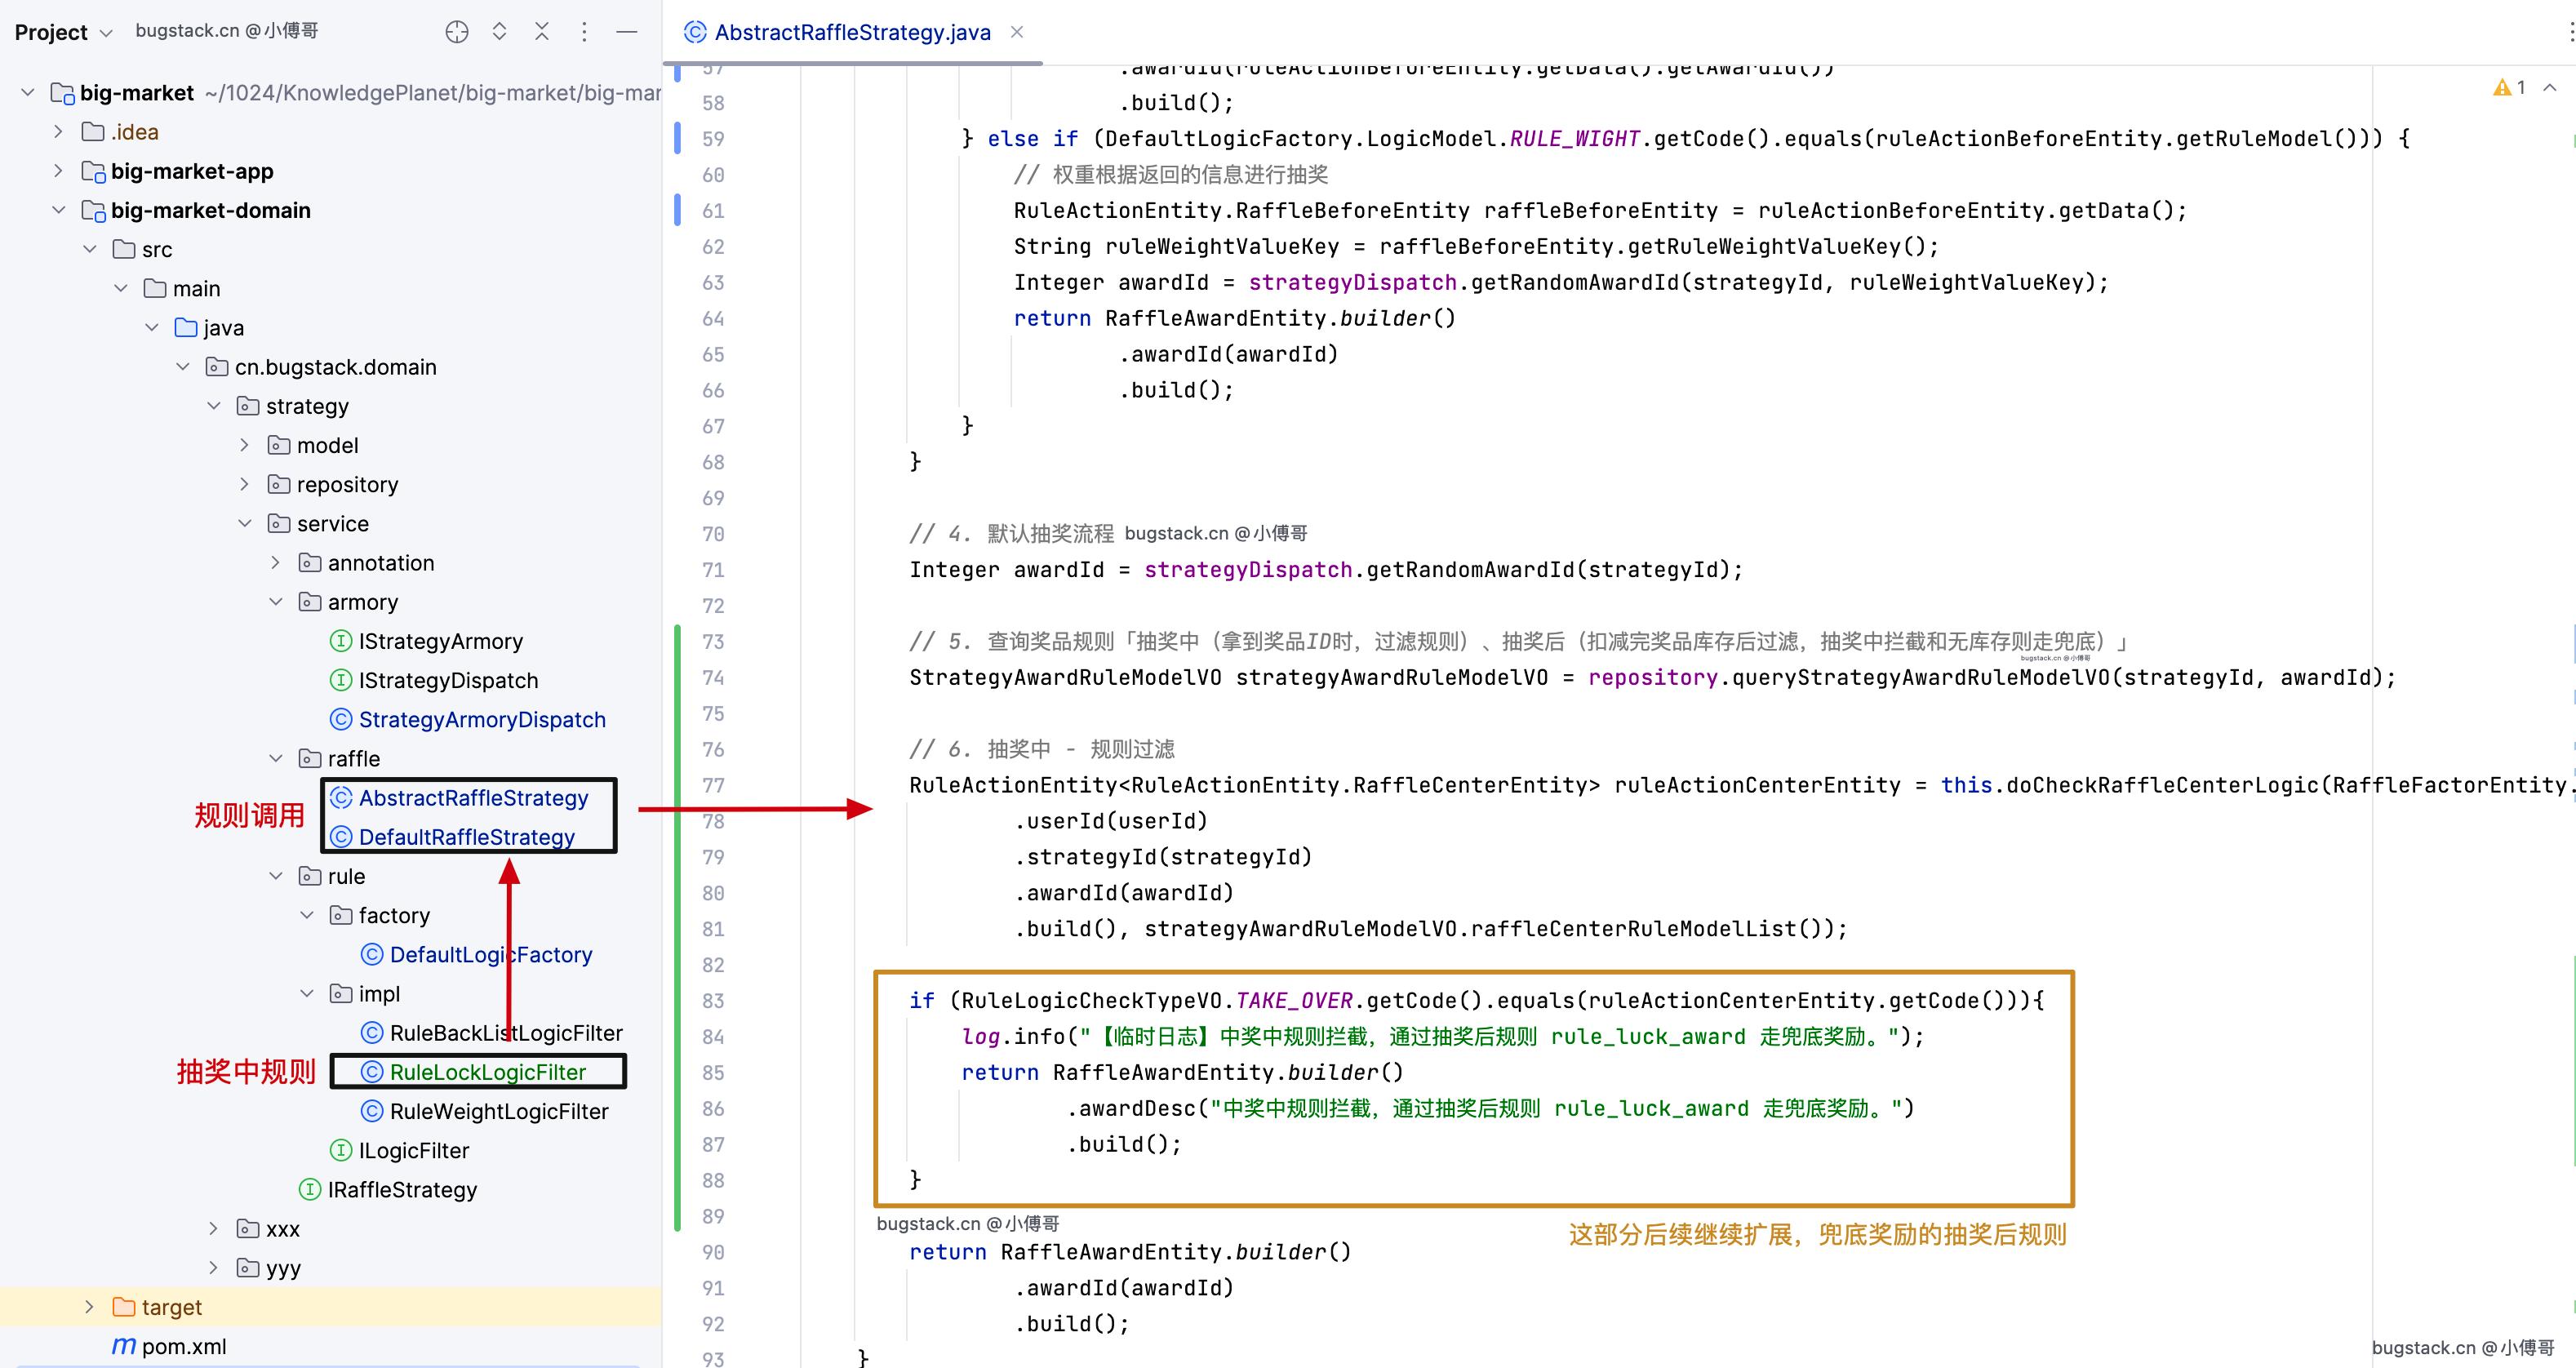 Project bugstack.cn @小傅哥
big-market ~/1024/KnowledgePlanet/big-market/big-mar
.idea
big-market-app
big-market-domain
src
main
java
cn.bugstack.domain
strategy
model
repository
service
annotation
armory
IStrategyArmory
IStrategyDispatch
StrategyArmoryDispatch
raffle
规则调用
AbstractRaffleStrategy
DefaultRaffleStrategy
rule
factory
DefaultLogicFactory
impl
RuleBackListLogicFilter
抽奖中规则 RuleLockLogicFilter
RuleWeightLogicFilter
ILogicFilter
IRaffleStrategy
xxx
yyy
target
m pom.xml
AbstractRaffleStrategy.java
1
57 .awardId(ruleActionBeforeEntity.getData().getAwardId())
58 .build();
59 } else if (DefaultLogicFactory.LogicModel.RULE_WIGHT.getCode().equals(ruleActionBeforeEntity.getRuleModel())) {
60 // 权重根据返回的信息进行抽奖
61 RuleActionEntity.RaffleBeforeEntity raffleBeforeEntity = ruleActionBeforeEntity.getData();
62 String ruleWeightValueKey = raffleBeforeEntity.getRuleWeightValueKey();
63 Integer awardId = strategyDispatch.getRandomAwardId(strategyId, ruleWeightValueKey);
64 return RaffleAwardEntity.builder()
65 .awardId(awardId)
66 .build();
67 }
68 }
69
70 // 4. 默认抽奖流程 bugstack.cn @小傅哥
71 Integer awardId = strategyDispatch.getRandomAwardId(strategyId);
72
73 // 5. 查询奖品规则「抽奖中（拿到奖品ID时，过滤规则）、抽奖后（扣减完奖品库存后过滤，抽奖中拦截和无库存则走兜底）」
bugstack.cn @小傅哥
74 StrategyAwardRuleModelVO strategyAwardRuleModelVO = repository.queryStrategyAwardRuleModelVO(strategyId, awardId);
75
76 // 6. 抽奖中 - 规则过滤
77 RuleActionEntity<RuleActionEntity.RaffleCenterEntity> ruleActionCenterEntity = this.doCheckRaffleCenterLogic(RaffleFactorEntity.
78 .userId(userId)
79 .strategyId(strategyId)
80 .awardId(awardId)
81 .build(), strategyAwardRuleModelVO.raffleCenterRuleModelList());
82
83 if (RuleLogicCheckTypeVO.TAKE_OVER.getCode().equals(ruleActionCenterEntity.getCode())){
84 log.info("【临时日志】中奖中规则拦截，通过抽奖后规则 rule_luck_award 走兜底奖励。");
85 return RaffleAwardEntity.builder()
86 .awardDesc("中奖中规则拦截，通过抽奖后规则 rule_luck_award 走兜底奖励。")
87 .build();
88 }
89
bugstack.cn @小傅哥
这部分后续继续扩展，兜底奖励的抽奖后规则
90 return RaffleAwardEntity.builder()
91 .awardId(awardId)
92 .build();
93 }
bugstack.cn @小傅哥